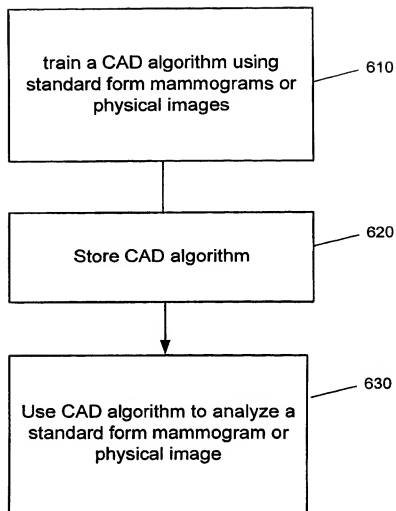 train a CAD algorithm using
standard form mammograms or
physical images
610
Store CAD algorithm
620
Use CAD algorithm to analyze a
standard form mammogram or
physical image
630